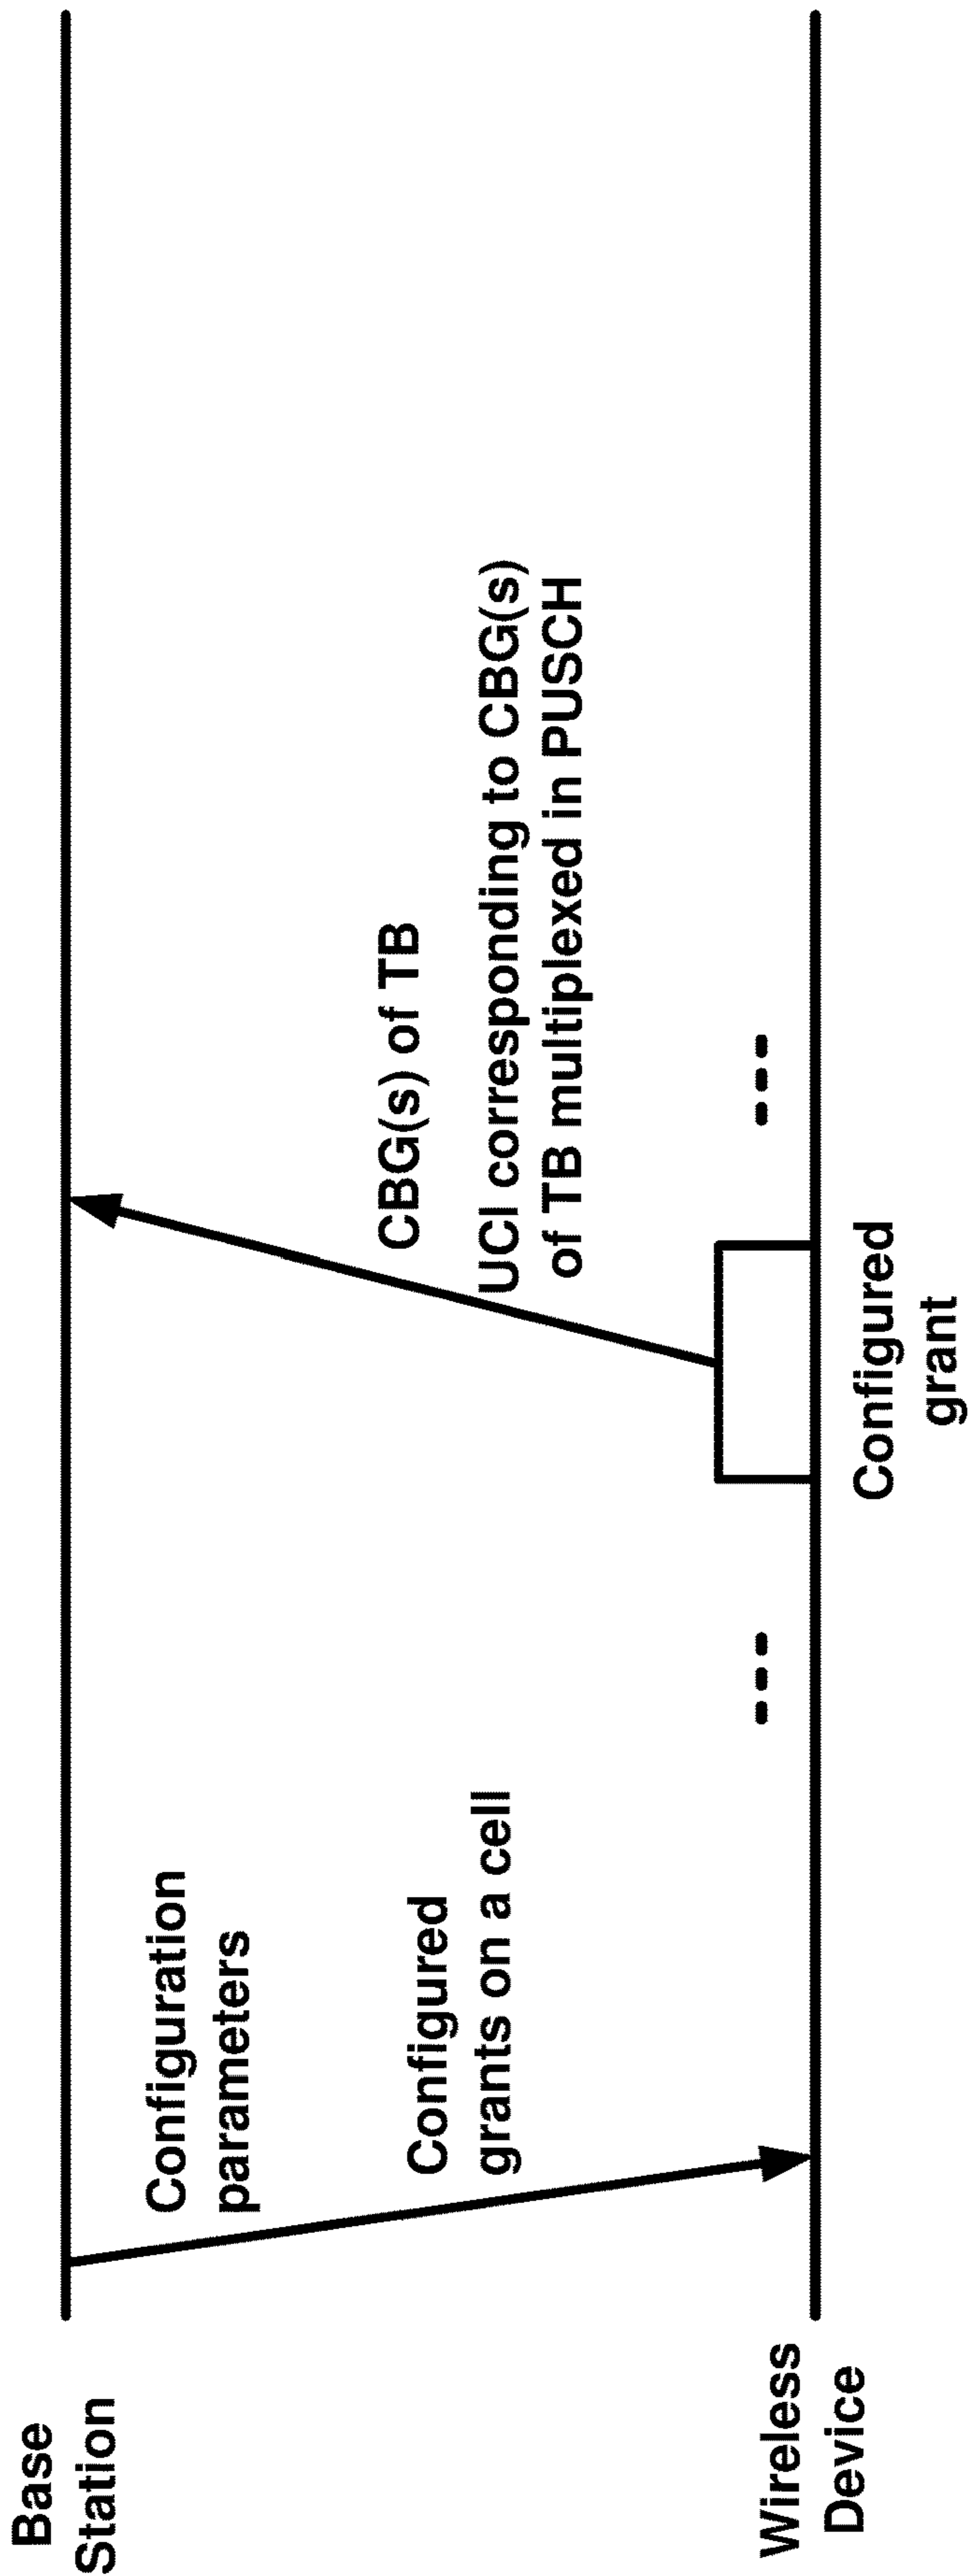 Base
Station
Configuration
parameters
Configured
grants on a cell
CBG(s) of TB
UCI corresponding to CBG(s)
of TB multiplexed in PUSCH
Wireless
Device
Configured
grant